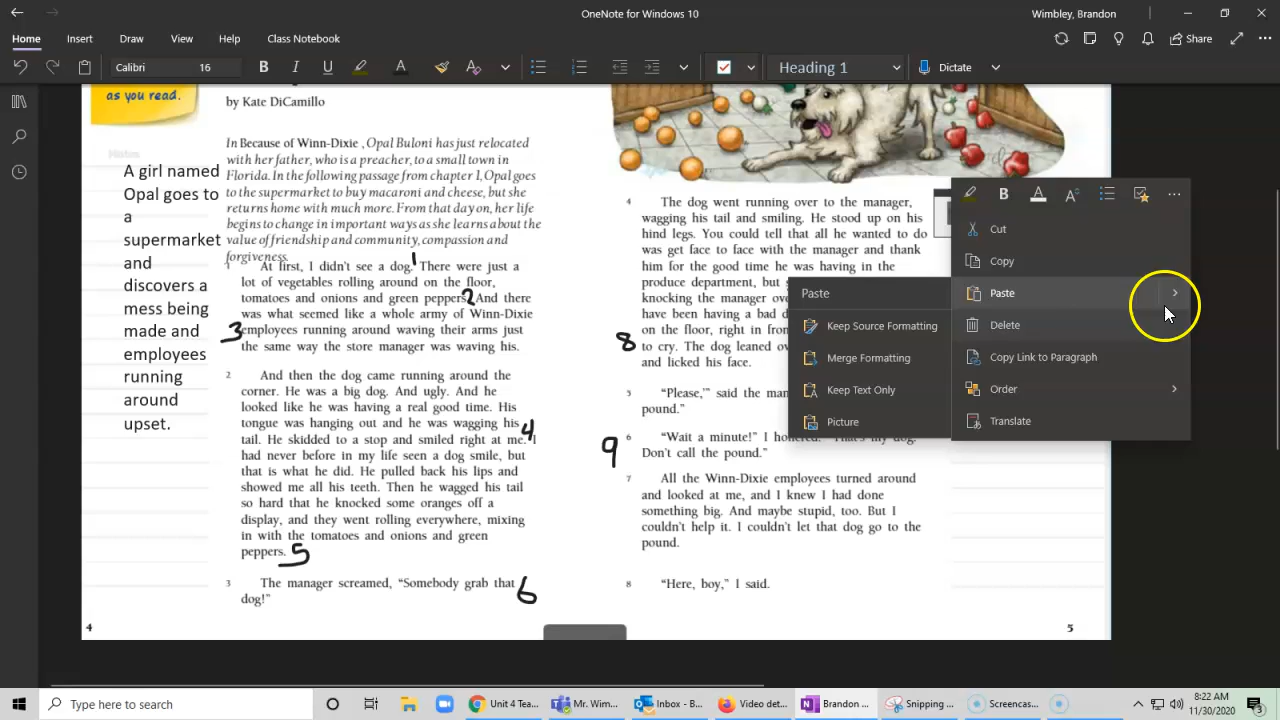 OneNote for Windows 10
Wimbley, Brandon
Home Insert Draw View Help Class Notebook
Share
Calibri 16 B I U A Heading 1 Dictate
as you read.
by Kate DiCamillo
Notes
A girl named
Opal goes to
a
supermarket
and
discovers a
mess being
made and
employees
running
around
upset.
In Because of Winn-Dixie , Opal Buloni has just relocated
with her father, who is a preacher, to a small town in
Florida. In the following passage from chapter 1, Opal goes
to the supermarket to buy macaroni and cheese, but she
returns home with much more. From that day on, her life
begins to change in important ways as she learns about the
value of friendship and community, compassion and
forgiveness.
1 At first, I didn't see a dog. 1 There were just a
lot of vegetables rolling around on the floor,
tomatoes and onions and green peppers. 2 And there
was what seemed like a whole army of Winn-Dixie
3 employees running around waving their arms just
the same way the store manager was waving his.
2 And then the dog came running around the
corner. He was a big dog. And ugly. And he
looked like he was having a real good time. His
tongue was hanging out and he was wagging his
tail. He skidded to a stop and smiled right at me. 4 I
had never before in my life seen a dog smile, but
that is what he did. He pulled back his lips and
showed me all his teeth. Then he wagged his tail
so hard that he knocked some oranges off a
display, and they went rolling everywhere, mixing
in with the tomatoes and onions and green
peppers. 5
3 The manager screamed, “Somebody grab that 6
dog!”
4
4 The dog went running over to the manager,
wagging his tail and smiling. He stood up on his
hind legs. You could tell that all he wanted to do
was get face to face with the manager and thank
him for the good time he was having in the
produce department, but s
knocking the manager over
have been having a bad d
on the floor, right in fron
8 to cry. The dog leaned ov
and licked his face.
5 “Please,’” said the man
pound.”
6 “Wait a minute!” I hollered. “That's my dog.
9 Don't call the pound.”
7 All the Winn-Dixie employees turned around
and looked at me, and I knew I had done
something big. And maybe stupid, too. But I
couldn't help it. I couldn't let that dog go to the
pound.
8 “Here, boy,” I said.
5
B A
Cut
Copy
Paste
Delete
Copy Link to Paragraph
Order
Translate
Paste
Keep Source Formatting
Merge Formatting
Keep Text Only
Picture
Type here to search
Unit 4 Tea...
Mr. Wim...
Outlook - B...
Video det...
Brandon ...
Snipping ...
Screencas...
8:22 AM
11/30/2020
3